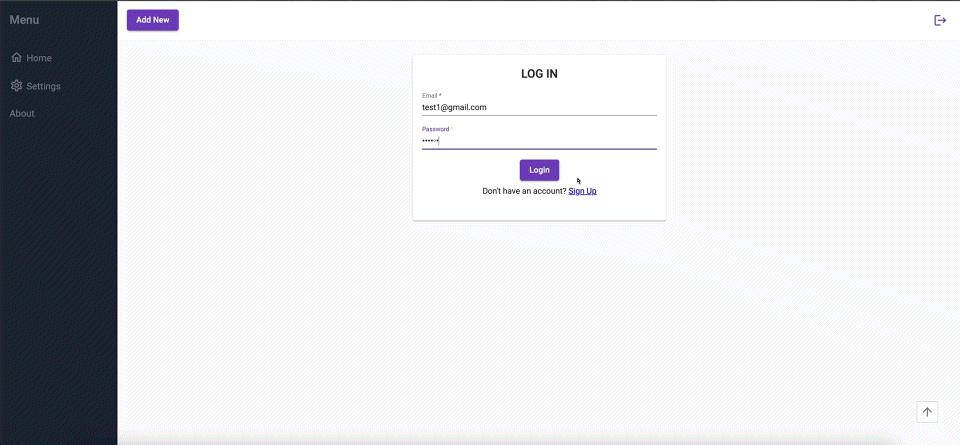 Menu
Add New
Home
Settings
About
LOG IN
Email *
test1@gmail.com
Password *
••••••
Login
Don't have an account? Sign Up